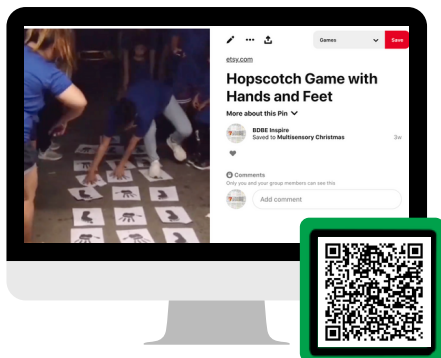 Games
Save
etsy.com
Hopscotch Game with
Hands and Feet
More about this Pin
BDBE Inspire
Saved to Multisensory Christmas
3w
Comments
Only you and your group members can see this
Add comment